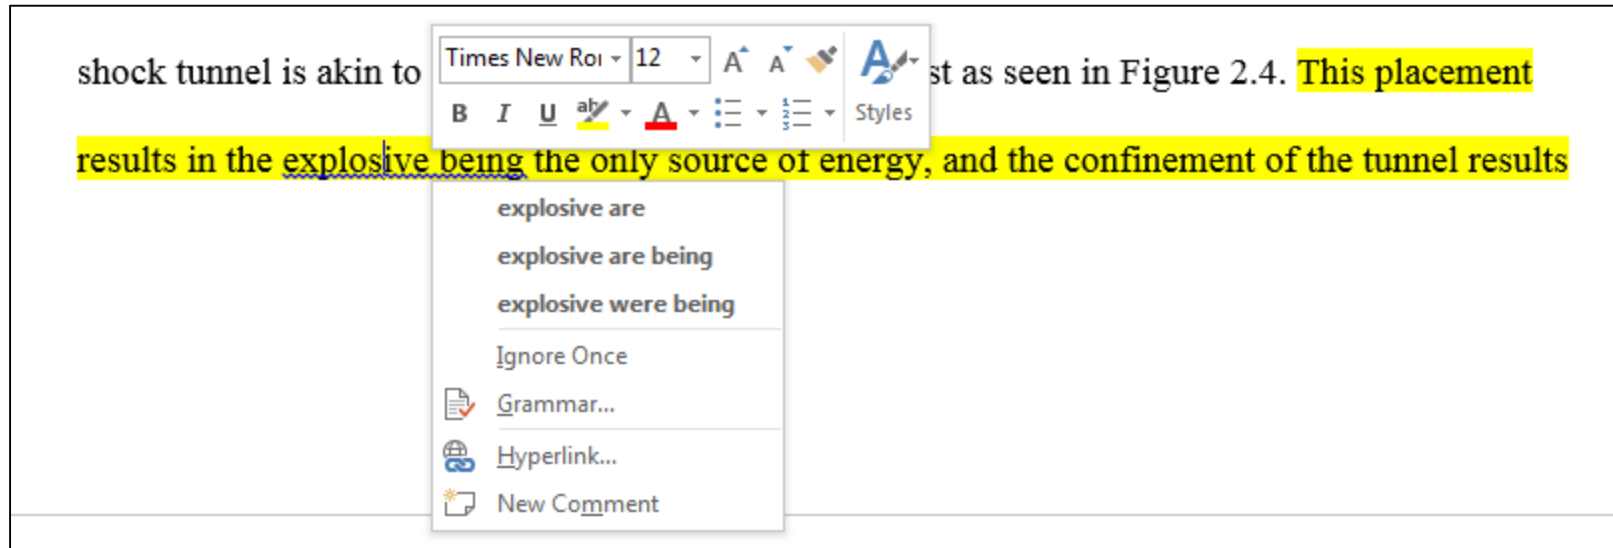 shock tunnel is akin to
Times New Ro
12
st as seen in Figure 2.4. This placement
B I U
Styles
results in the explosive being the only source of energy, and the confinement of the tunnel results
explosive are
explosive are being
explosive were being
Ignore Once
Grammar...
Hyperlink...
New Comment